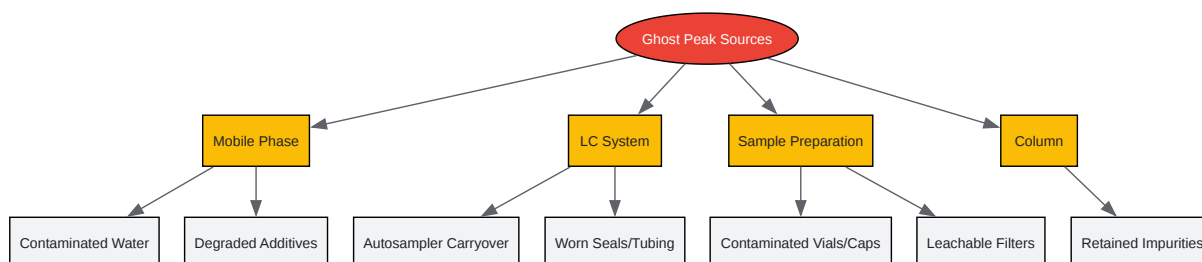 Ghost Peak Sources
Mobile Phase
LC System
Sample Preparation
Column
Contaminated Water
Degraded Additives
Autosampler Carryover
Worn Seals/Tubing
Contaminated Vials/Caps
Leachable Filters
Retained Impurities